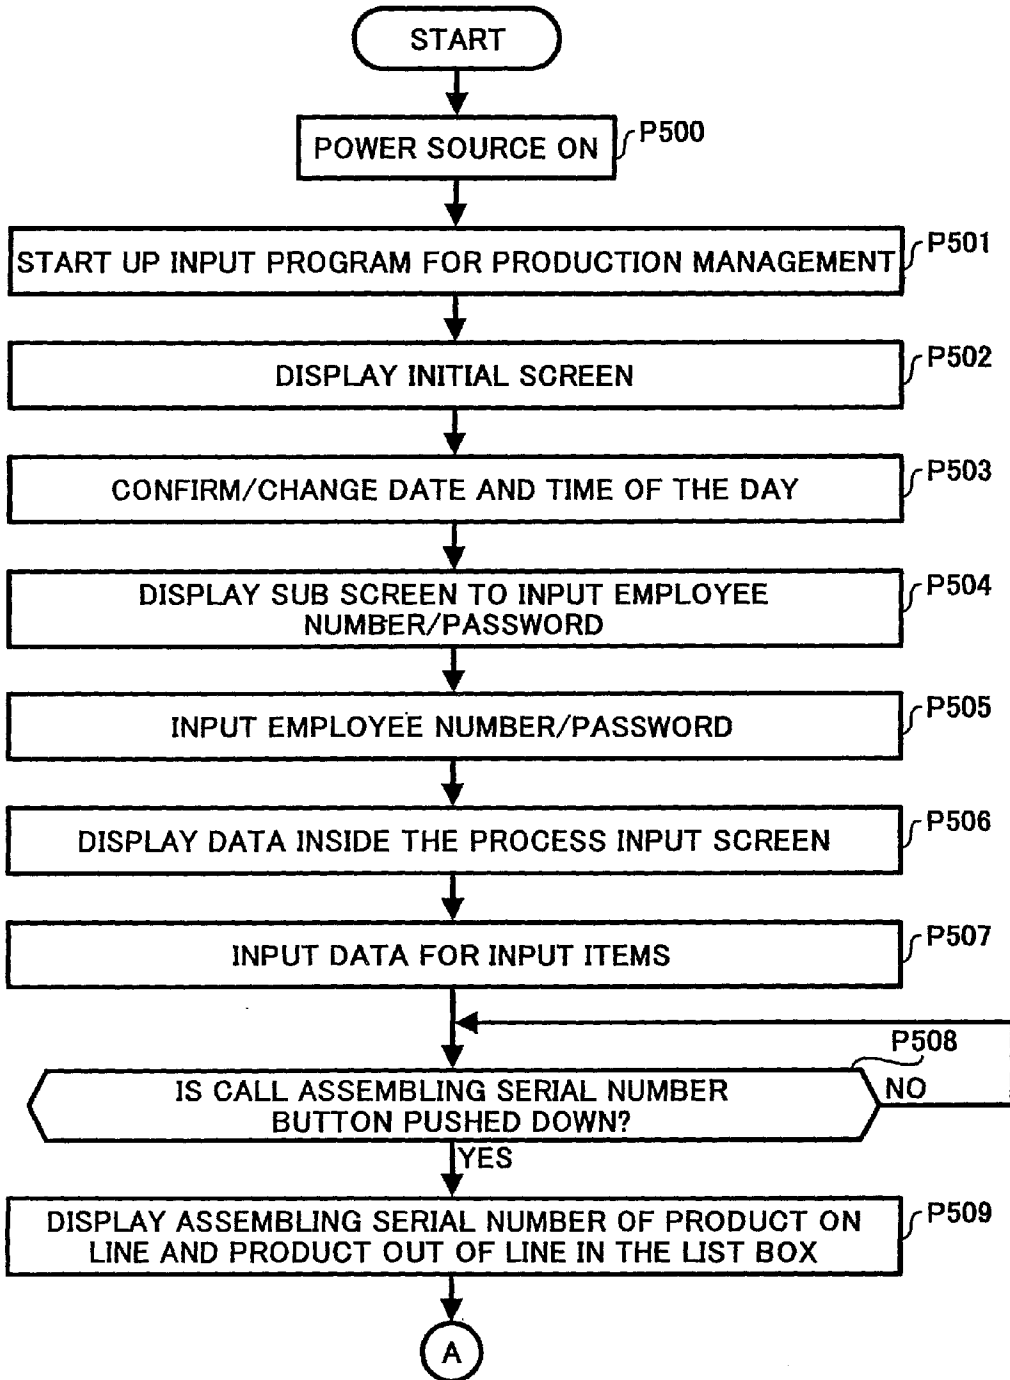 START
POWER SOURCE ON
P500
START UP INPUT PROGRAM FOR PRODUCTION MANAGEMENT
P501
DISPLAY INITIAL SCREEN
P502
CONFIRM/CHANGE DATE AND TIME OF THE DAY
P503
DISPLAY SUB SCREEN TO INPUT EMPLOYEE
NUMBER/PASSWORD
P504
INPUT EMPLOYEE NUMBER/PASSWORD
P505
DISPLAY DATA INSIDE THE PROCESS INPUT SCREEN
P506
INPUT DATA FOR INPUT ITEMS
P507
P508
IS CALL ASSEMBLING SERIAL NUMBER
BUTTON PUSHED DOWN?
NO
YES
DISPLAY ASSEMBLING SERIAL NUMBER OF PRODUCT ON
LINE AND PRODUCT OUT OF LINE IN THE LIST BOX
P509
A